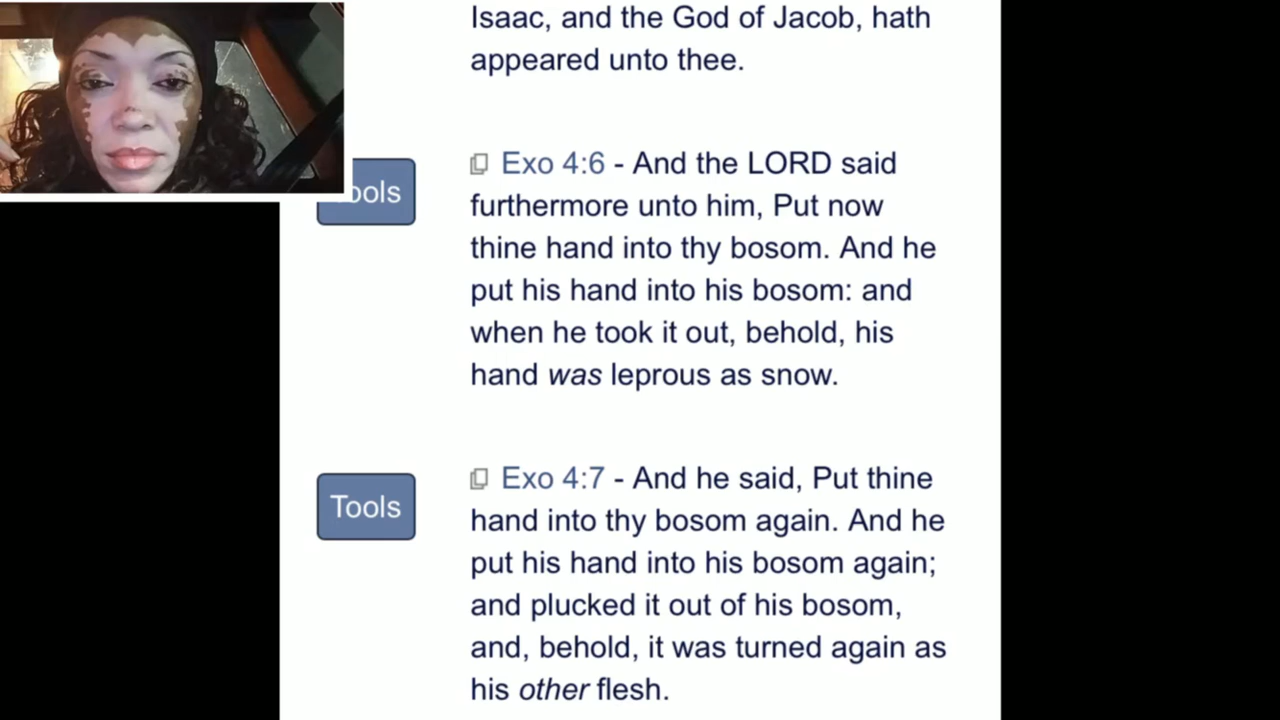 Isaac, and the God of Jacob, hath
appeared unto thee.
ools
Exo 4:6 - And the LORD said
furthermore unto him, Put now
thine hand into thy bosom. And he
put his hand into his bosom: and
when he took it out, behold, his
hand was leprous as snow.
Tools
Exo 4:7 - And he said, Put thine
hand into thy bosom again. And he
put his hand into his bosom again;
and plucked it out of his bosom,
and, behold, it was turned again as
his other flesh.